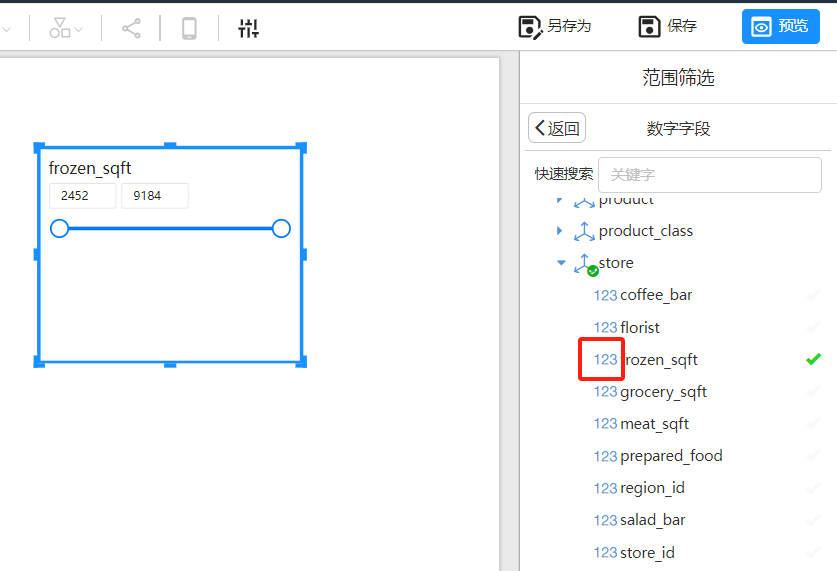 另存为 保存 预览
范围筛选
返回 数字字段
快速搜索 关键字
product
product_class
store
123 coffee_bar
123 florist
123 frozen_sqft
123 grocery_sqft
123 meat_sqft
123 prepared_food
123 region_id
123 salad_bar
123 store_id
frozen_sqft
2452 9184